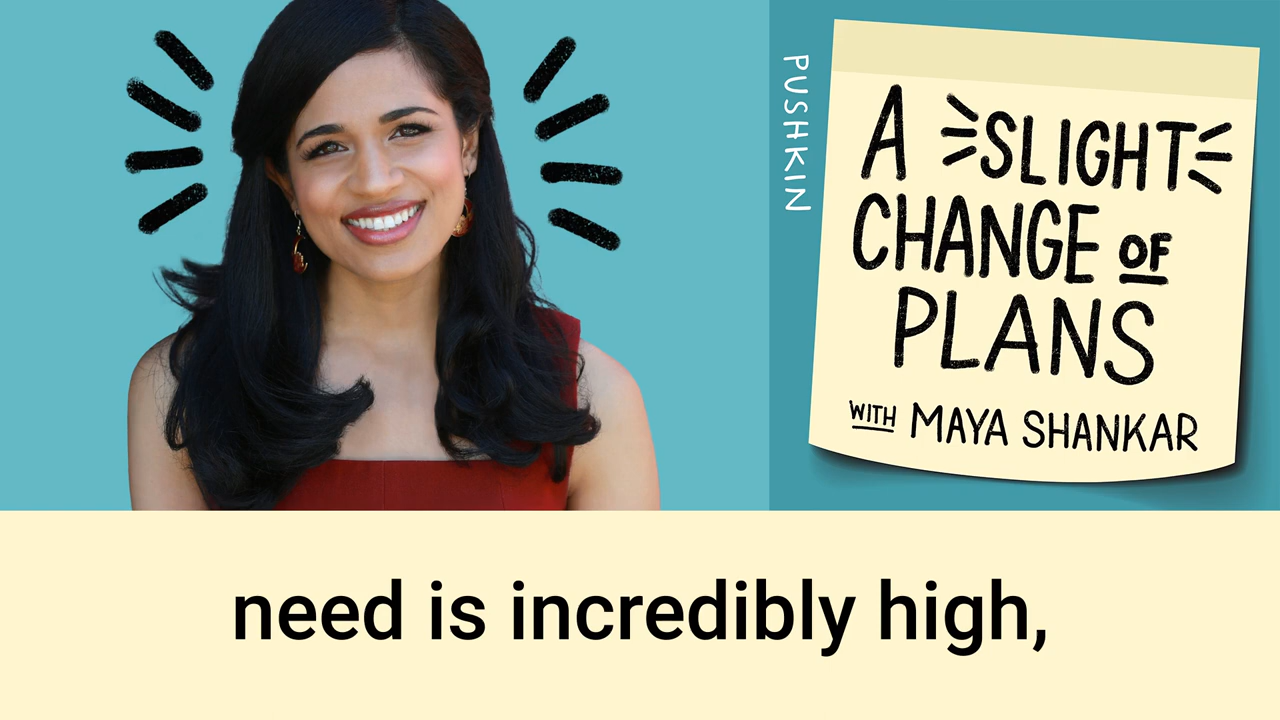 PUSHKIN
A SLIGHT
CHANGE OF
PLANS
WITH MAYA SHANKAR
need is incredibly high,